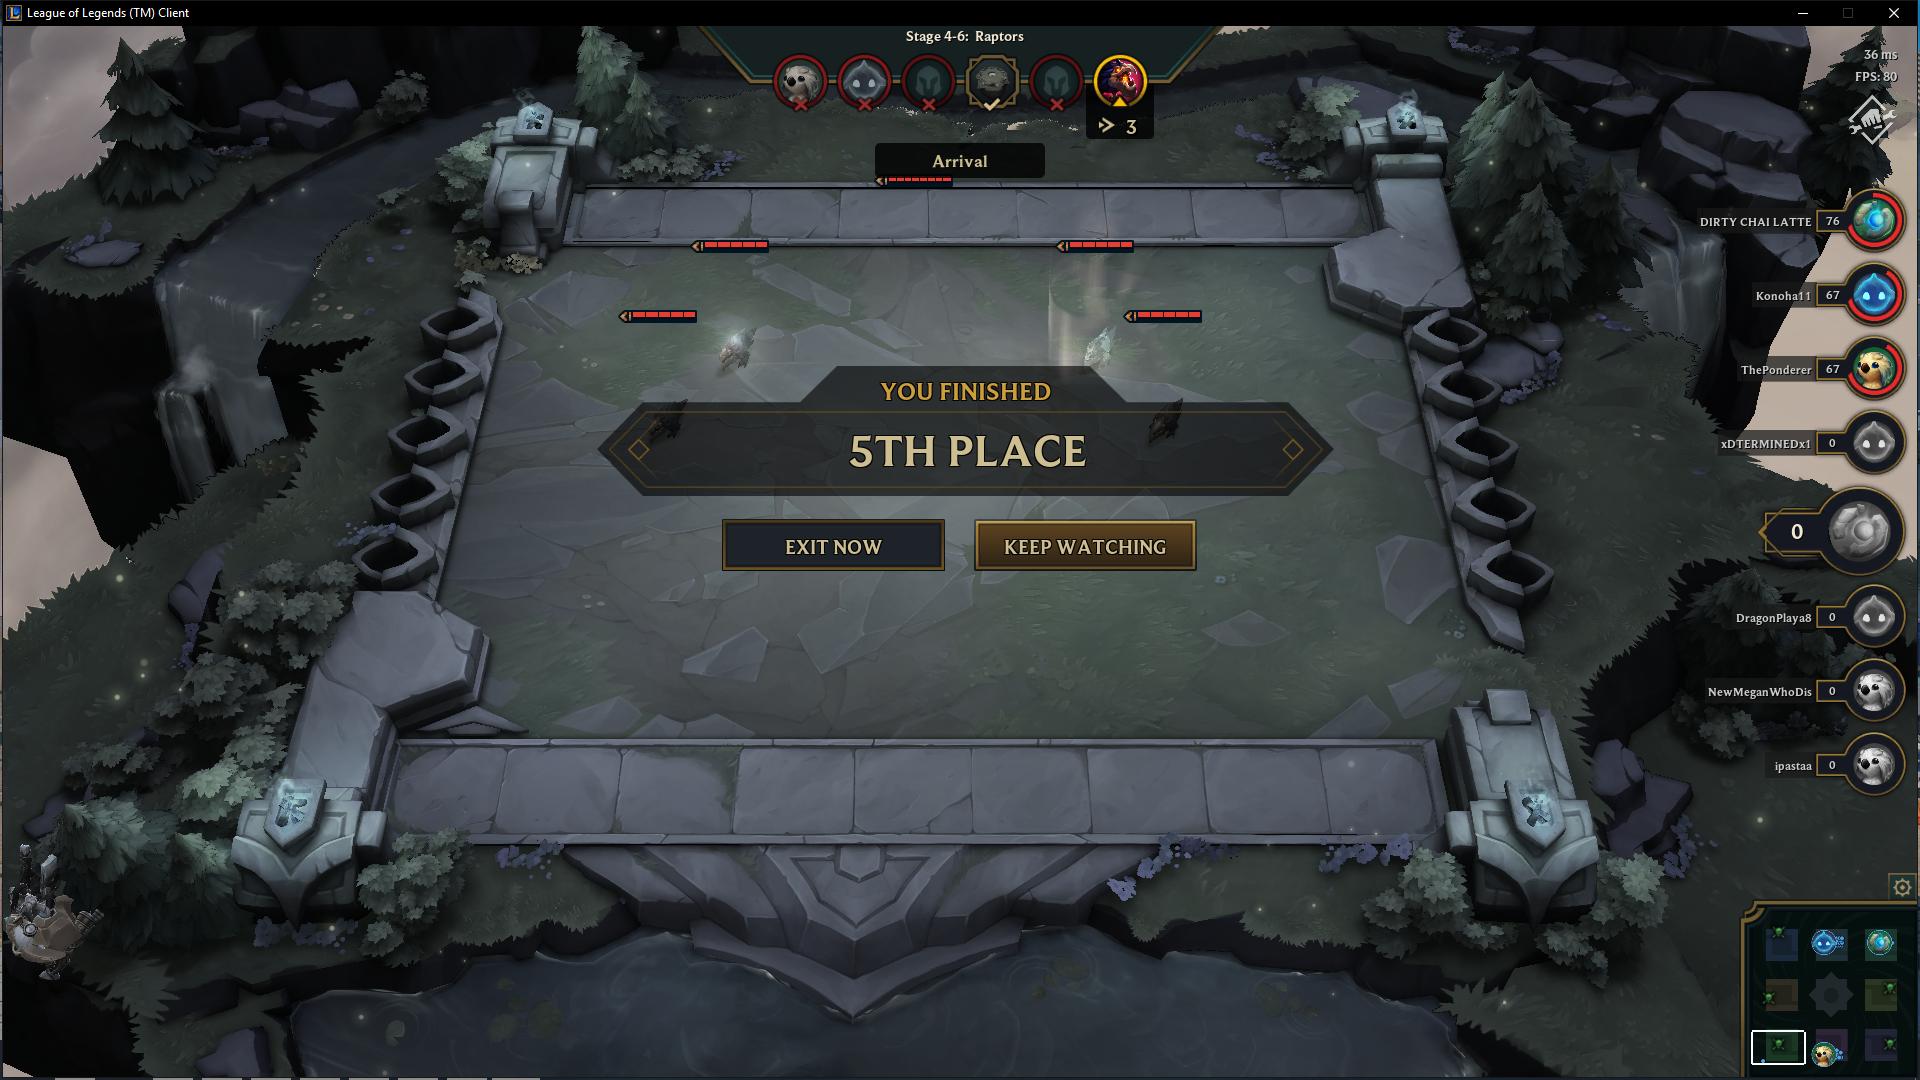 League of Legends (TM) Client
Stage 4-6: Raptors
36 ms
FPS: 80
3
Arrival
DIRTY CHAI LATTE 76
Konoha11 67
ThePonderer 67
YOU FINISHED
5TH PLACE
xDTERMINEDx1 0
0
EXIT NOW
KEEP WATCHING
DragonPlaya8 0
NewMeganWhoDis 0
ipastaa 0